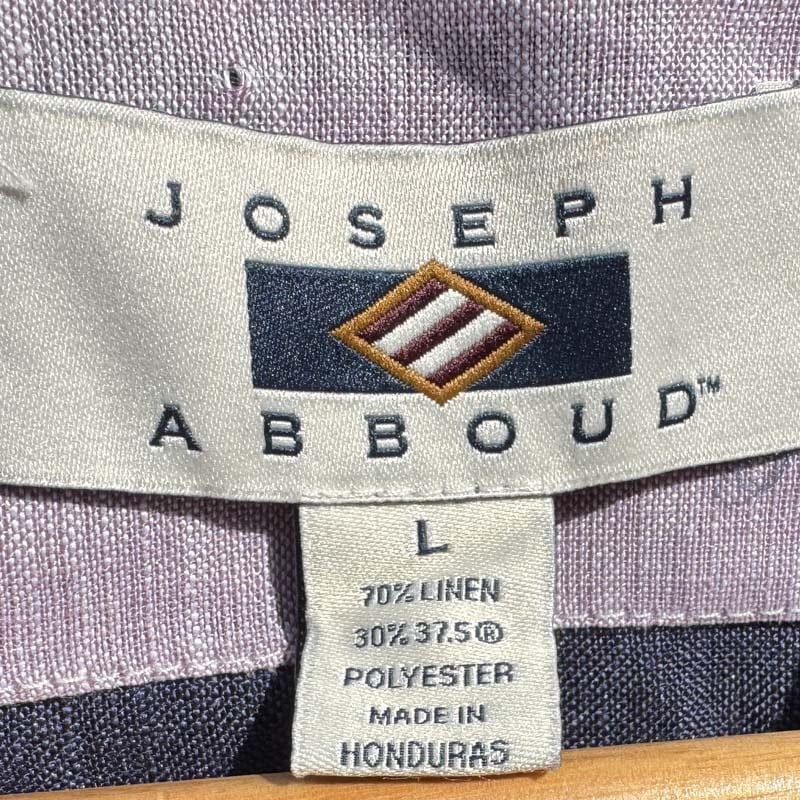 JOSEPH
ABBOUD™
L
70% LINEN
30% 37.5®
POLYESTER
MADE IN
HONDURAS